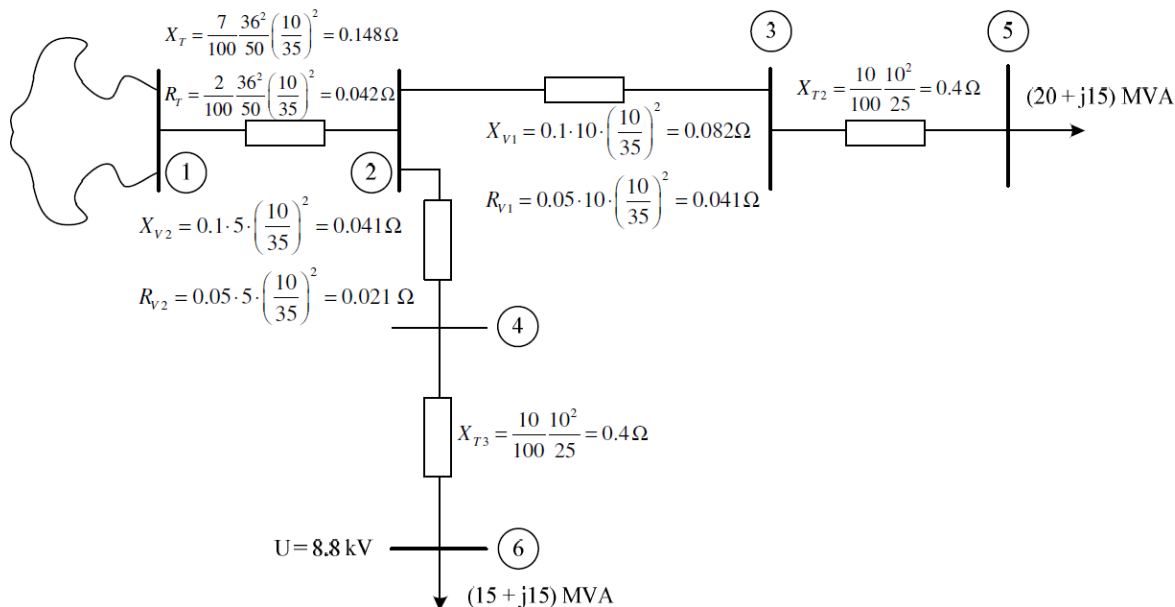 X_T = 7/100 36²/50 (10/35)² = 0.148 Ω
R_T = 2/100 36²/50 (10/35)² = 0.042 Ω
1
2
3
5
X_V1 = 0.1·10·(10/35)² = 0.082Ω
R_V1 = 0.05·10·(10/35)² = 0.041Ω
X_T2 = 10/100 10²/25 = 0.4 Ω
(20 + j15) MVA
X_V2 = 0.1·5·(10/35)² = 0.041Ω
R_V2 = 0.05·5·(10/35)² = 0.021 Ω
4
X_T3 = 10/100 10²/25 = 0.4 Ω
U = 8.8 kV
6
(15 + j15) MVA